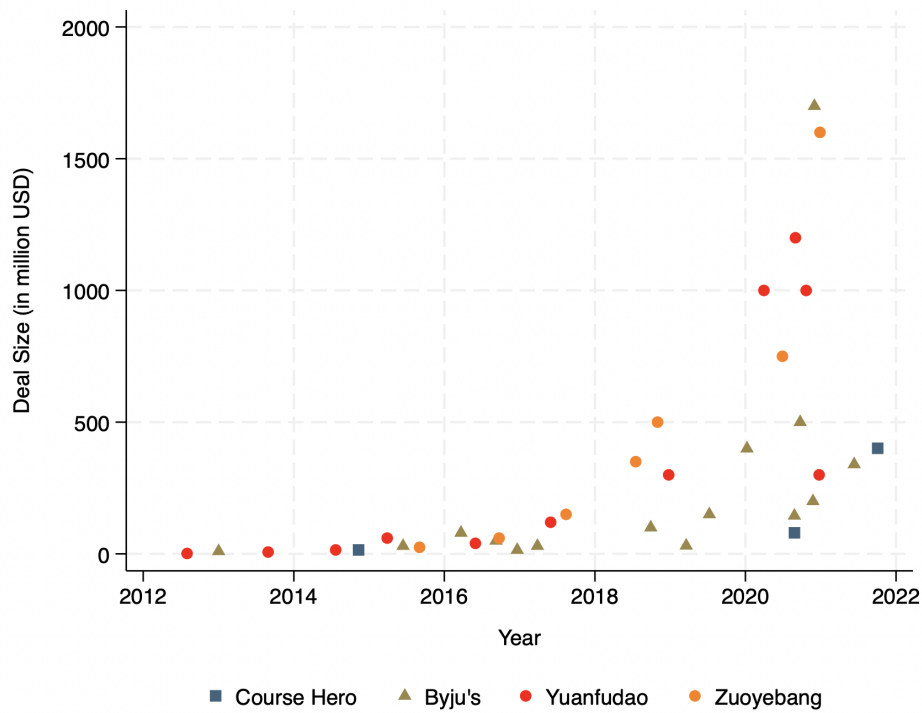 2000
1500
1000
500
0
Deal Size (in million USD)
2012 2014 2016 2018 2020 2022
Year
Course Hero Byju's Yuanfudao Zuoyebang